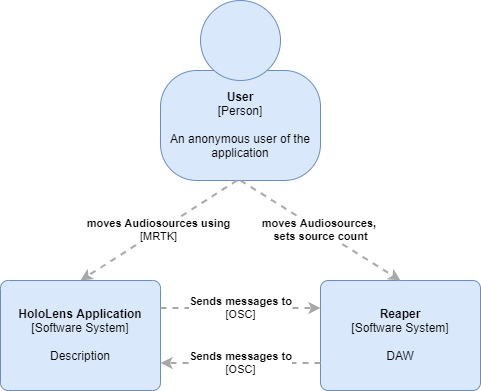 User
[Person]
An anonymous user of the
application
moves Audiosources using
[MRTK]
moves Audiosources,
sets source count
HoloLens Application
[Software System]
Description
Sends messages to
[OSC]
Sends messages to
[OSC]
Reaper
[Software System]
DAW